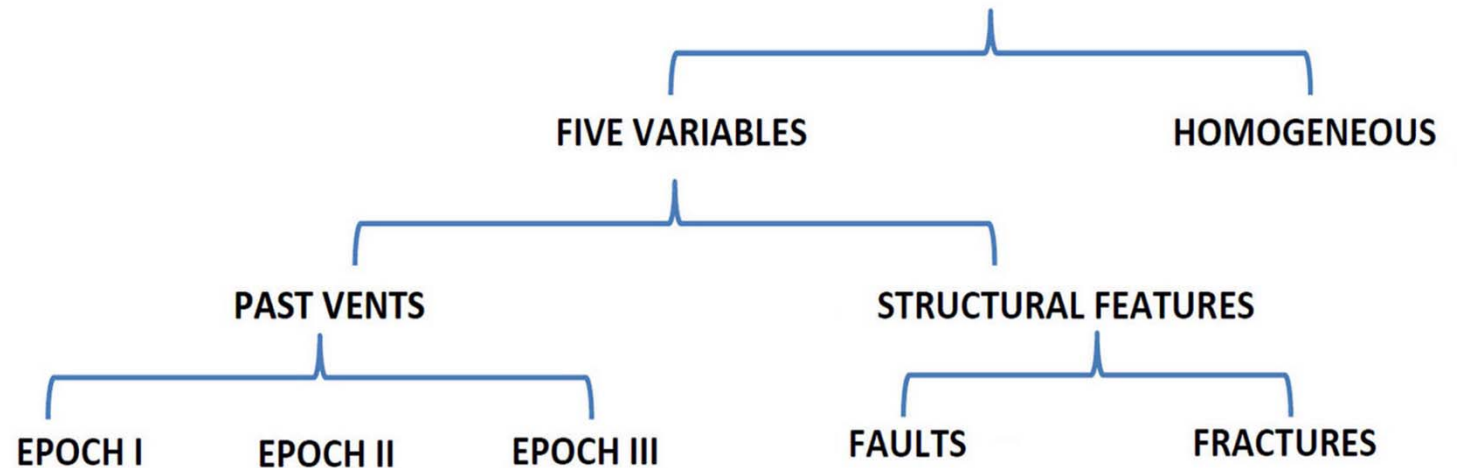 FIVE VARIABLES
HOMOGENEOUS
PAST VENTS
STRUCTURAL FEATURES
EPOCH I
EPOCH II
EPOCH III
FAULTS
FRACTURES